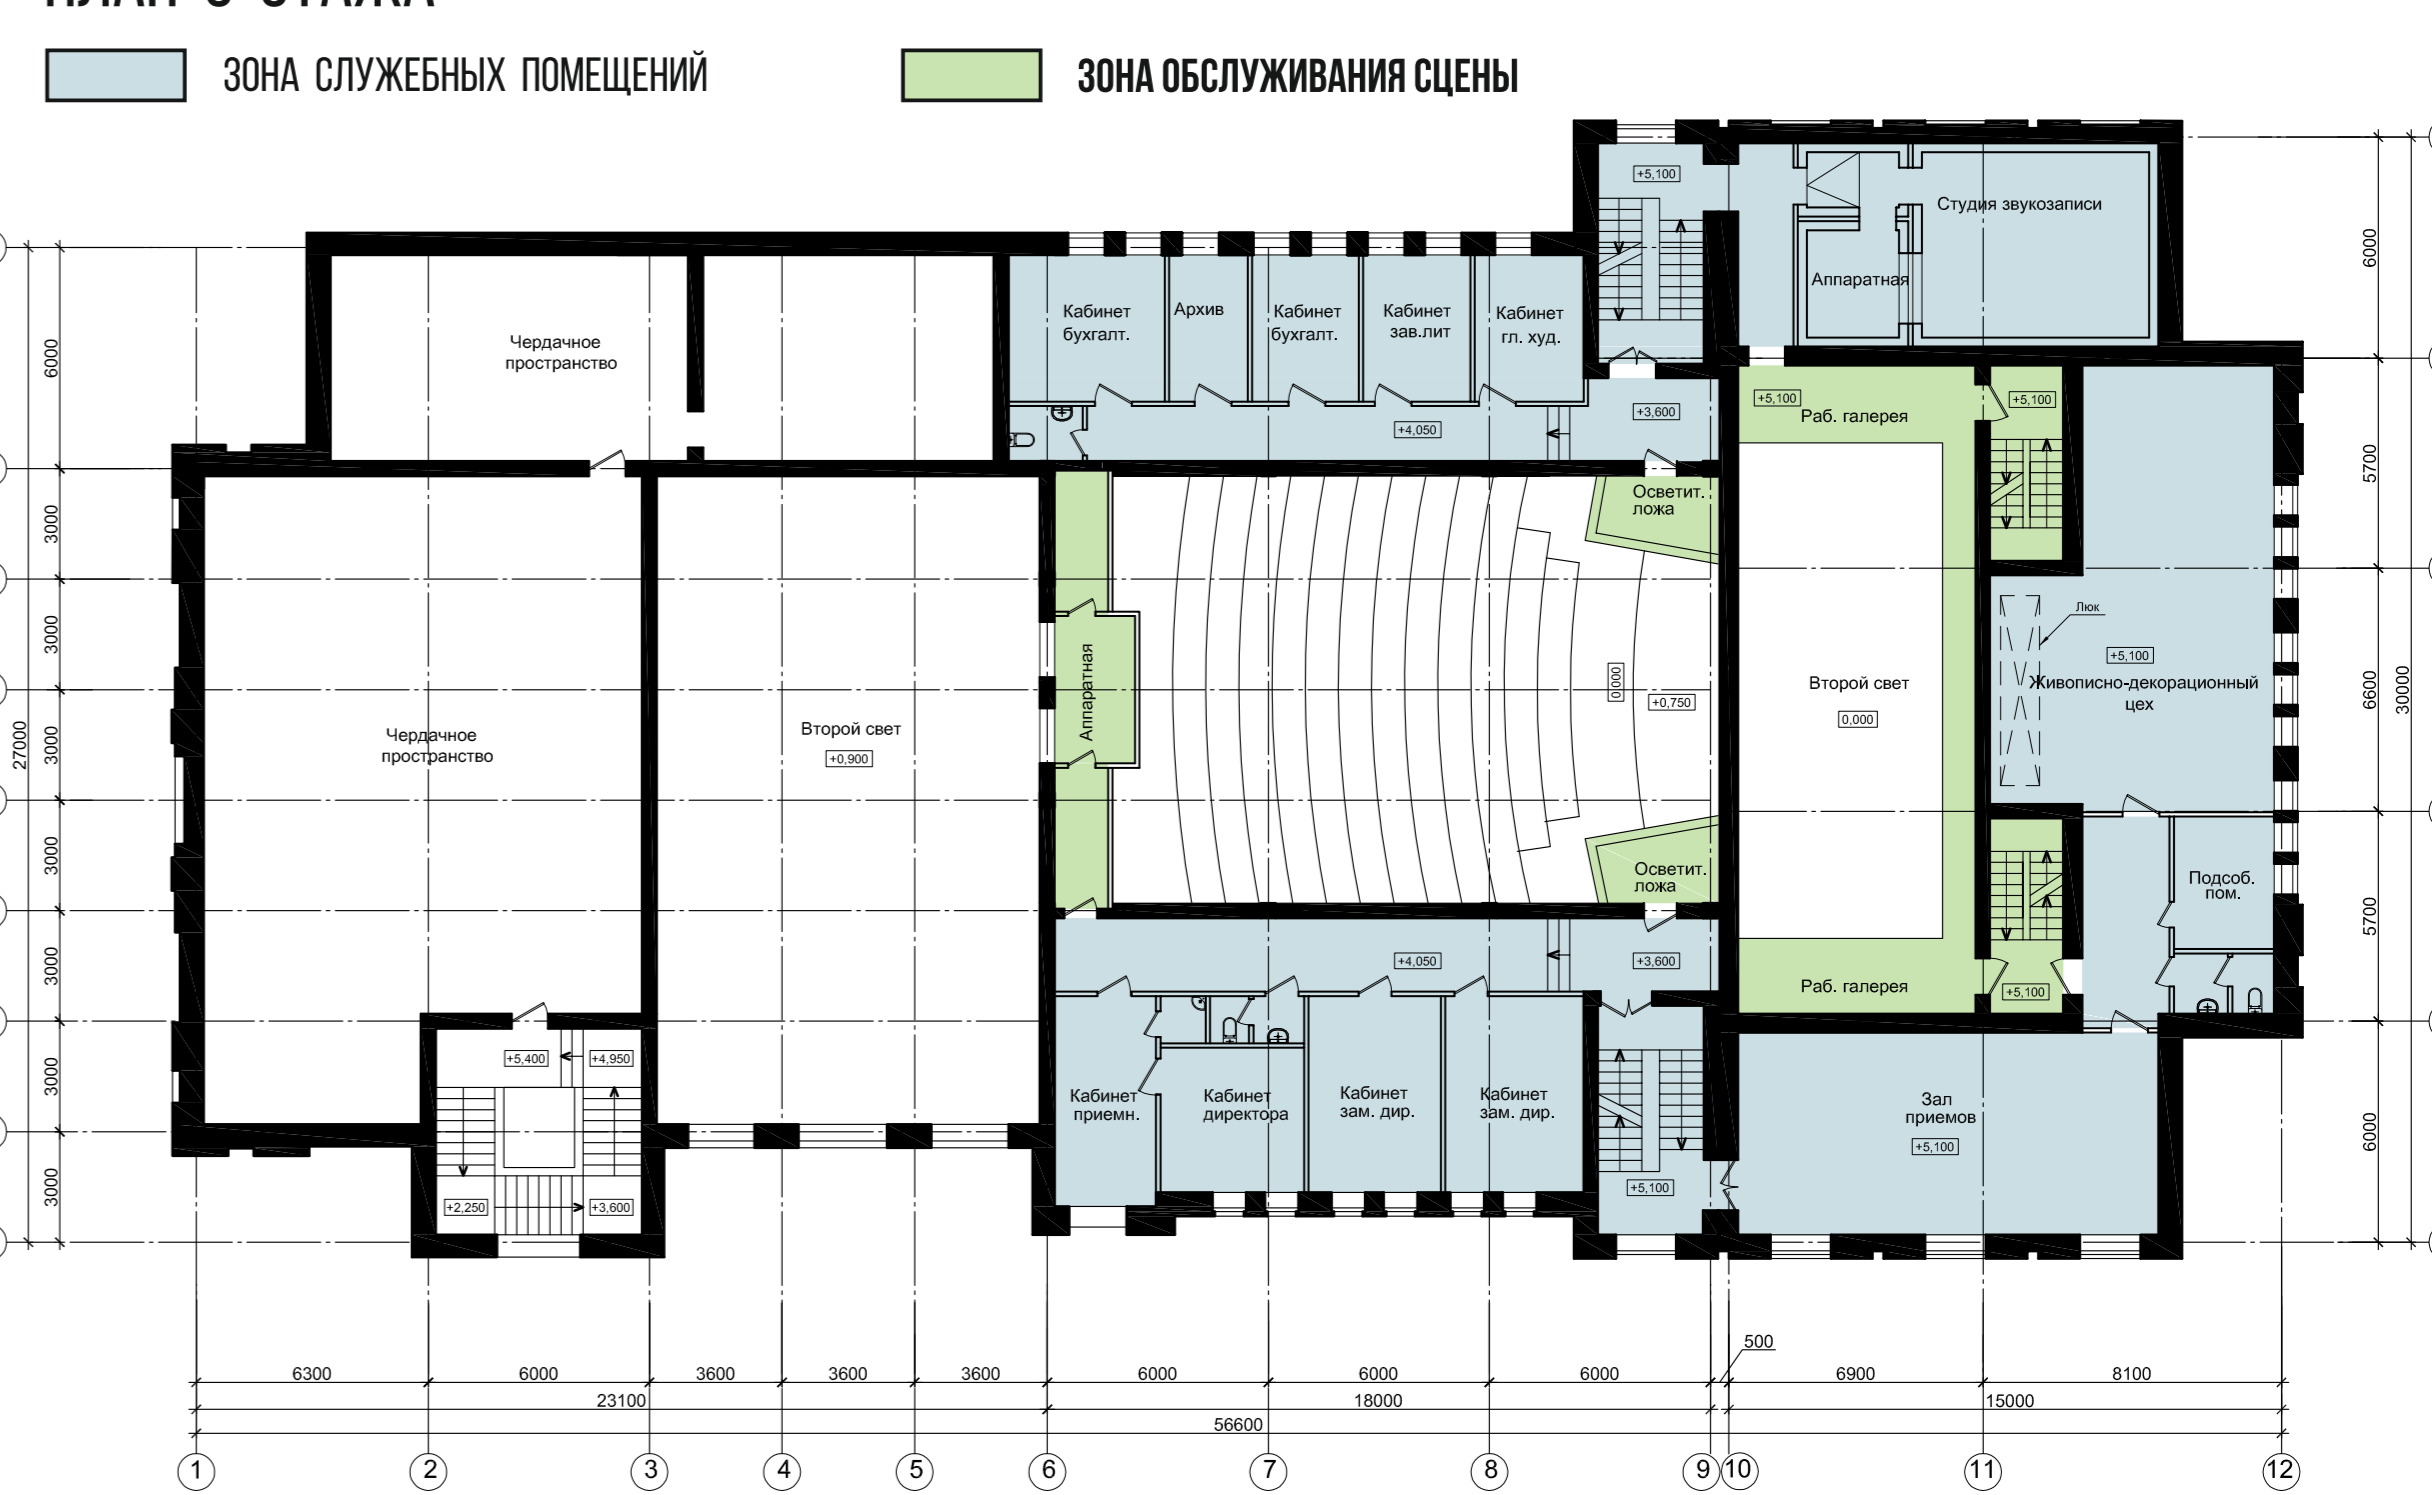 ПЛАН 3 ЭТАЖА
ЗОНА СЛУЖЕБНЫХ ПОМЕЩЕНИЙ
ЗОНА ОБСЛУЖИВАНИЯ СЦЕНЫ
+5,100
Студия звукозаписи
Аппаратная
6000
Кабинет
бухгалт.
Архив
Кабинет
бухгалт.
Кабинет
зав.лит
Кабинет
гл. худ.
Чердачное
пространство
6000
+5,100
Раб. галерея
+5,100
+3,600
+4,050
5700
Осветит.
ложа
3000
Люк
3000
+5,100
Живописно-декорационный
цех
6600
30000
Аппаратная
0,000
+0,750
Второй свет
0,000
Второй свет
+0,900
Чердачное
пространство
27000
3000
3000
Осветит.
ложа
Подсоб.
пом.
5700
3000
+4,050
+3,600
Раб. галерея
+5,100
+5,400
+4,950
3000
Кабинет
приемн.
Кабинет
директора
Кабинет
зам. дир.
Кабинет
зам. дир.
Зал
приемов
+5,100
6000
+5,100
+2,250
+3,600
3000
500
6300
6000
3600
3600
3600
6000
6000
6000
6900
8100
23100
18000
15000
56600
1
2
3
4
5
6
7
8
9
10
11
12